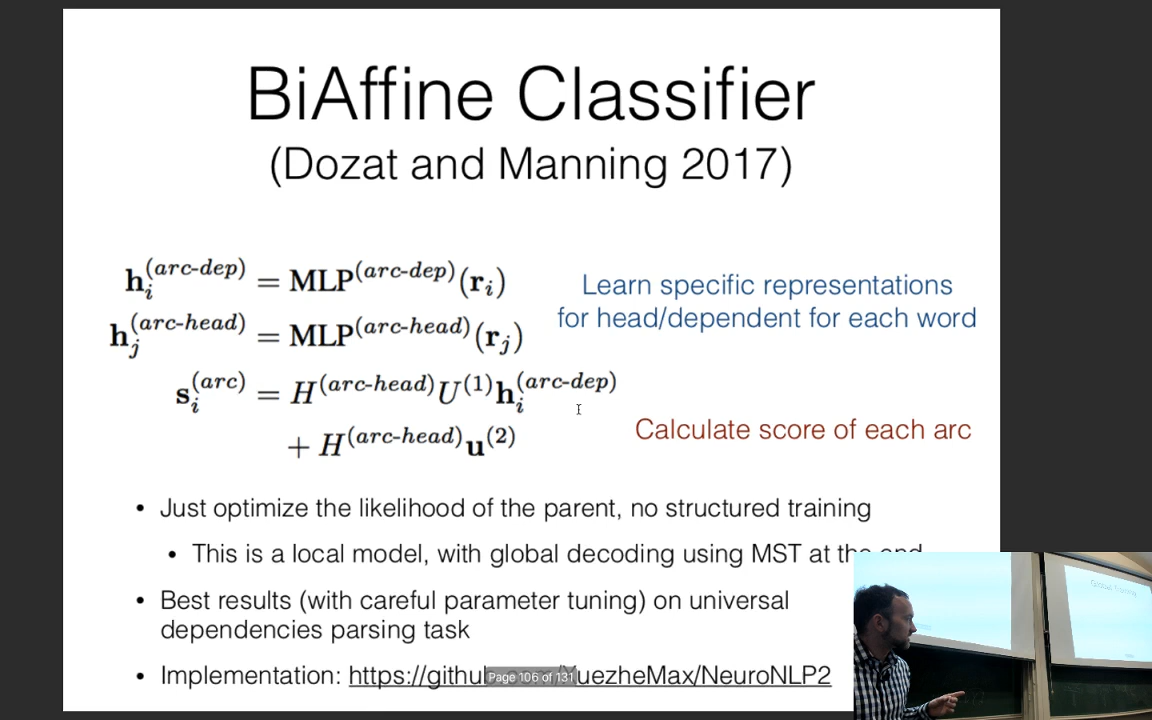 BiAffine Classifier
(Dozat and Manning 2017)
h_i^(arc-dep) = MLP^(arc-dep)(r_i)
h_j^(arc-head) = MLP^(arc-head)(r_j)
s_i^(arc) = H^(arc-head)U^(1)h_i^(arc-dep)
+ H^(arc-head)u^(2)
Learn specific representations
for head/dependent for each word
Calculate score of each arc
• Just optimize the likelihood of the parent, no structured training
• This is a local model, with global decoding using MST at the end
• Best results (with careful parameter tuning) on universal
dependencies parsing task
• Implementation: https://githu uezheMax/NeuroNLP2
Page 106 of 131